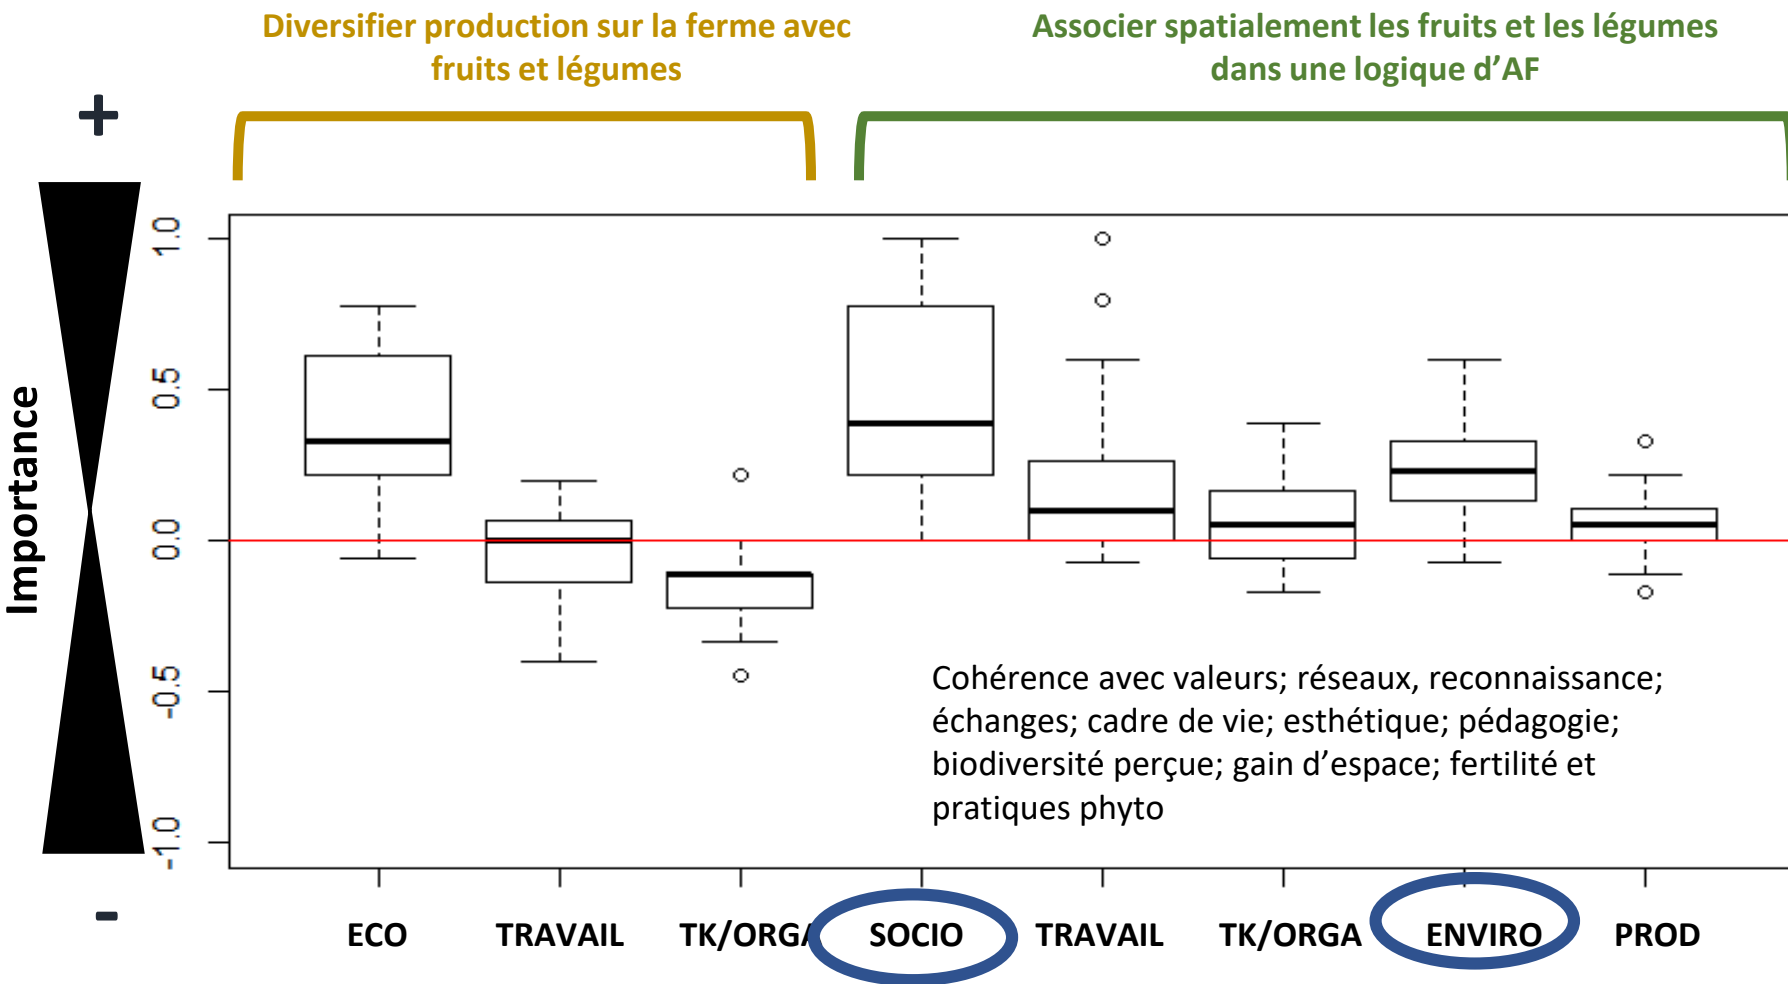 Diversifier production sur la ferme avec
fruits et légumes
Associer spatialement les fruits et les légumes
dans une logique d’AF
+
Importance
1.0
0.5
0.0
-0.5
-1.0
-
Cohérence avec valeurs; réseaux, reconnaissance;
échanges; cadre de vie; esthétique; pédagogie;
biodiversité perçue; gain d’espace; fertilité et
pratiques phyto
ECO TRAVAIL TK/ORGA SOCIO TRAVAIL TK/ORGA ENVIRO PROD